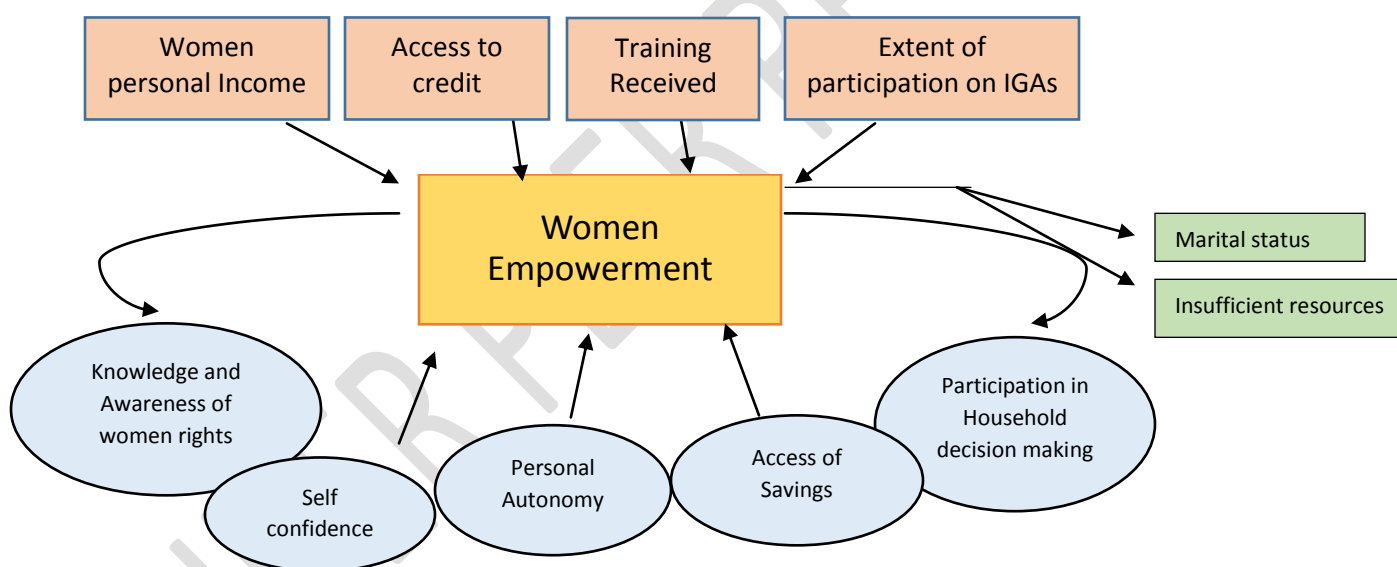 Women
personal Income
Access to
credit
Training
Received
Extent of
participation on IGAs
Women
Empowerment
Marital status
Insufficient resources
Knowledge and
Awareness of
women rights
Self
confidence
Personal
Autonomy
Access of
Savings
Participation in
Household
decision making